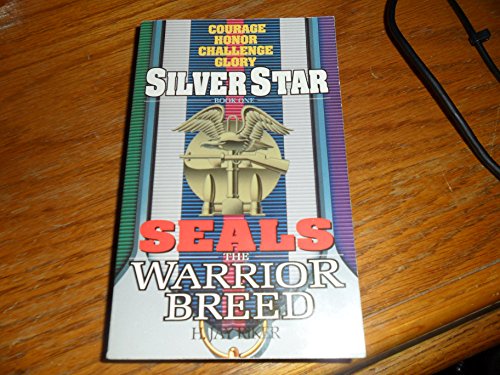 COURAGE
HONOR
CHALLENGE
GLORY
SILVER STAR
BOOK ONE
SEALS
THE
WARRIOR
BREED
H. JAY RIKER